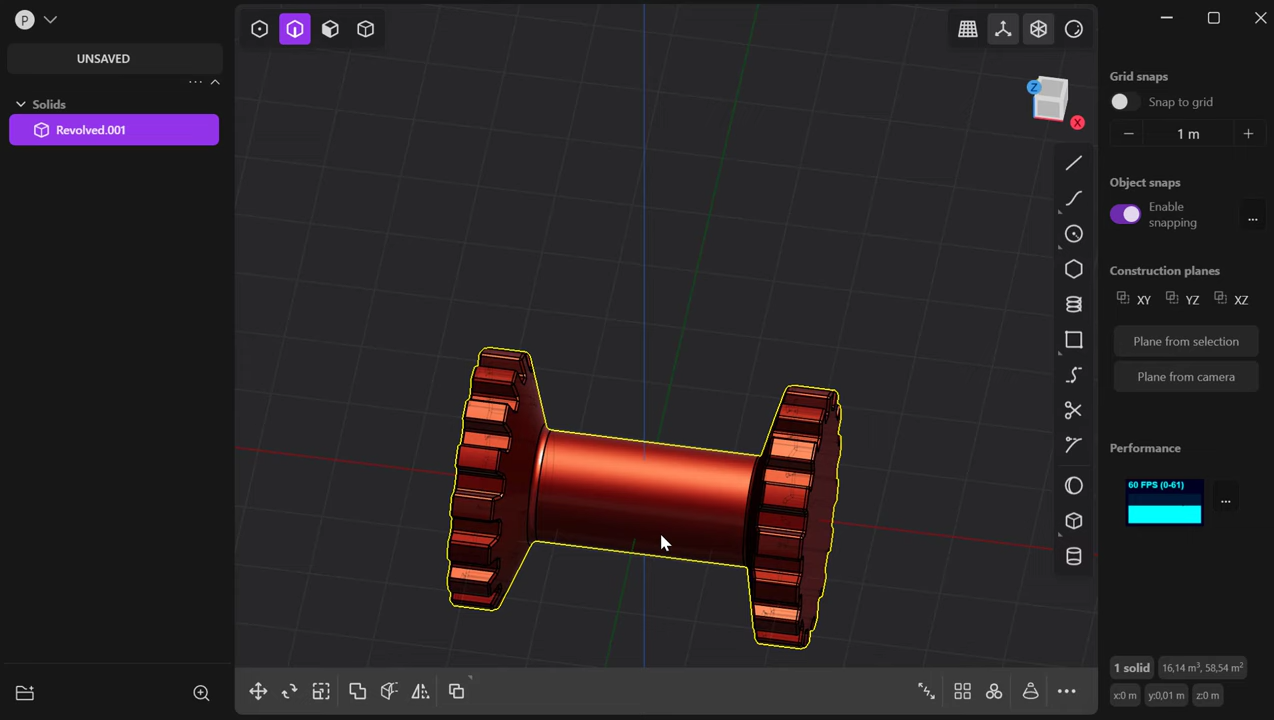 P
UNSAVED
Solids
Revolved.001
Z
X
Grid snaps
Snap to grid
1 m
Object snaps
Enable
snapping
...
Construction planes
XY YZ XZ
Plane from selection
Plane from camera
Performance
60 FPS (0-61)
...
1 solid 16,14 m³, 58,54 m²
x:0 m y:0,01 m z:0 m